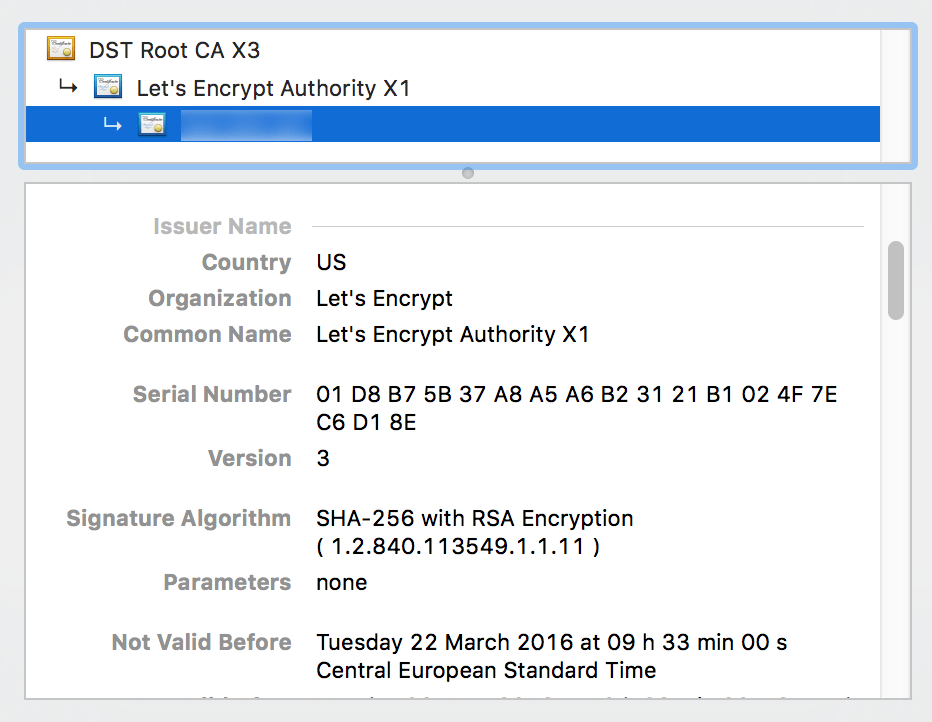 DST Root CA X3
Let's Encrypt Authority X1
Issuer Name
Country US
Organization Let's Encrypt
Common Name Let's Encrypt Authority X1
Serial Number 01 D8 B7 5B 37 A8 A5 A6 B2 31 21 B1 02 4F 7E
C6 D1 8E
Version 3
Signature Algorithm SHA-256 with RSA Encryption
( 1.2.840.113549.1.1.11 )
Parameters none
Not Valid Before Tuesday 22 March 2016 at 09 h 33 min 00 s
Central European Standard Time